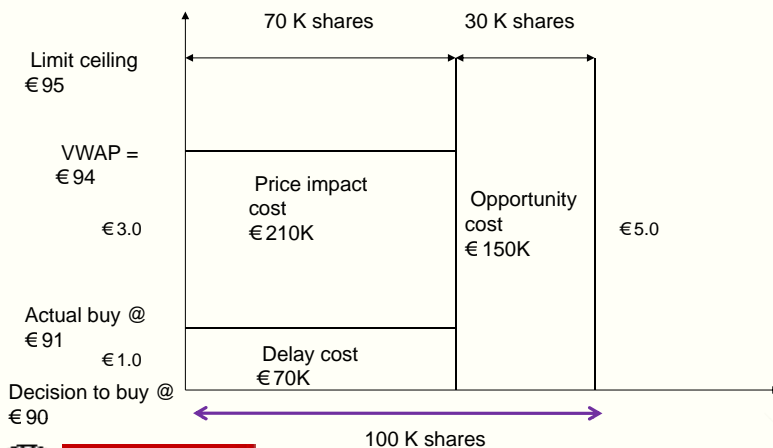 70 K shares
30 K shares
Limit ceiling
€95
VWAP =
€94
Price impact
cost
€210K
Opportunity
cost
€150K
€3.0
€5.0
Actual buy @
€91
€1.0
Delay cost
€70K
Decision to buy @
€90
100 K shares